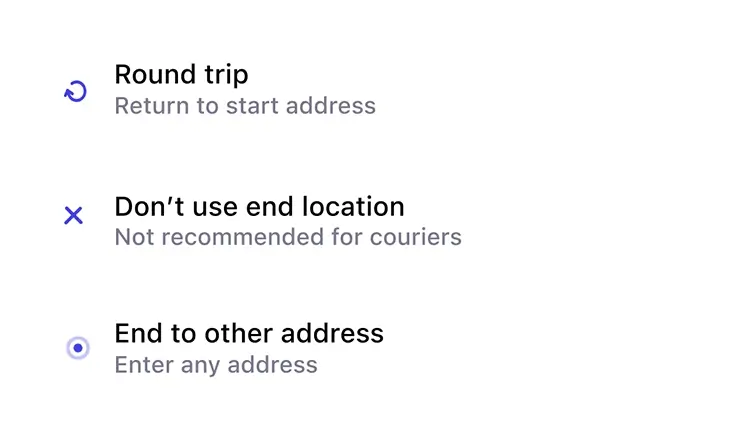 Round trip
Return to start address
Don’t use end location
Not recommended for couriers
End to other address
Enter any address